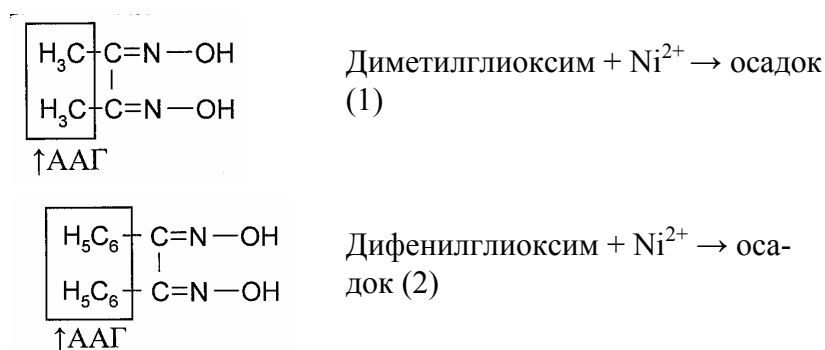 H₃C C=N—OH
H₃C C=N—OH
↑ААГ
Диметилглиоксим + Ni²⁺ → осадок
(1)
H₅C₆ C=N—OH
H₅C₆ C=N—OH
↑ААГ
Дифенилглиоксим + Ni²⁺ → оса-
док (2)